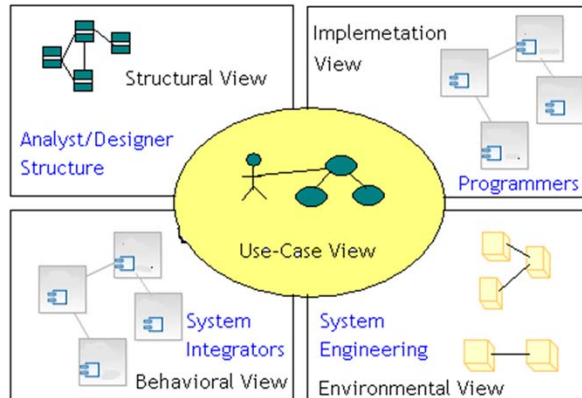 Structural View
Analyst/Designer
Structure
Implemetation
View
Programmers
Use-Case View
System
Integrators
Behavioral View
System
Engineering
Environmental View